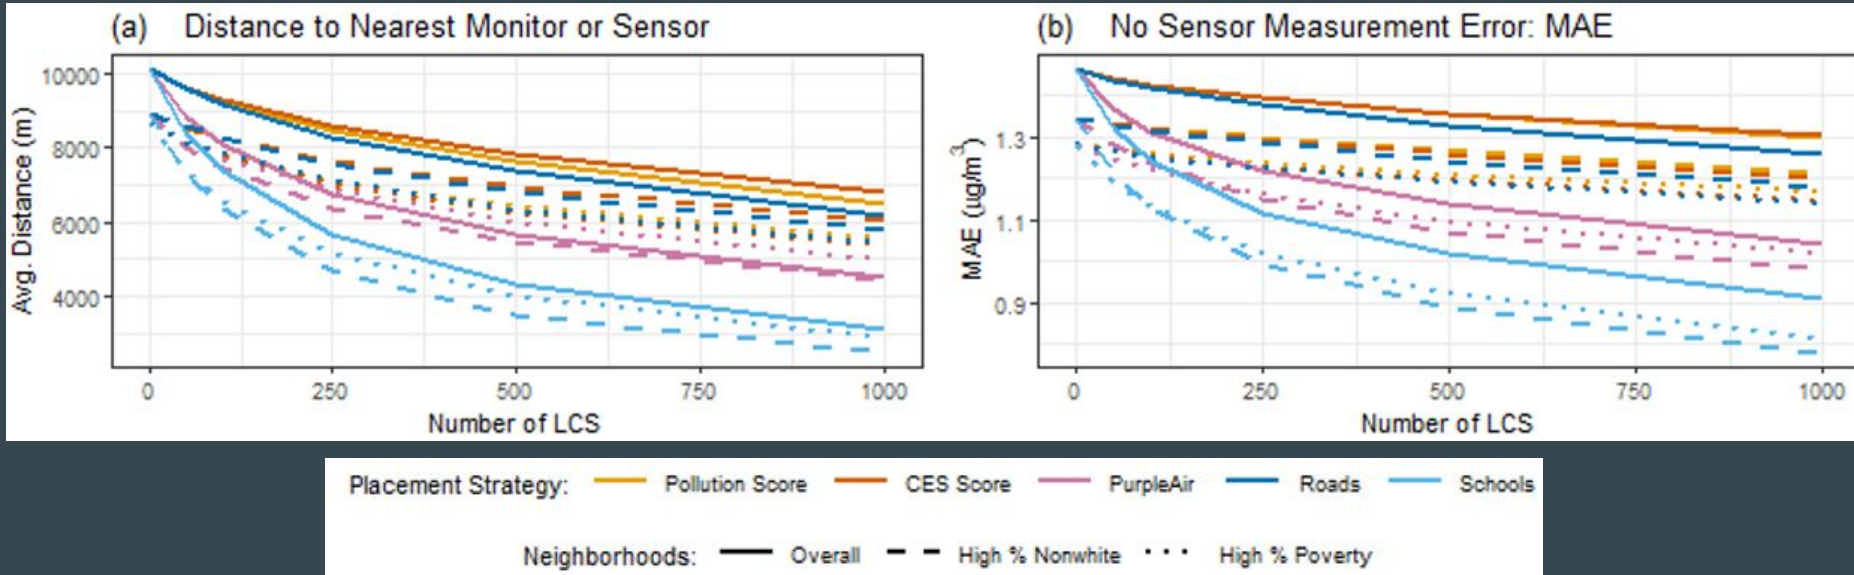 (a) Distance to Nearest Monitor or Sensor
Avg. Distance (m)
10000
8000
6000
4000
0 250 500 750 1000
Number of LCS
(b) No Sensor Measurement Error: MAE
MAE (µg/m³)
1.3
1.1
0.9
0 250 500 750 1000
Number of LCS
Placement Strategy: Pollution Score CES Score PurpleAir Roads Schools
Neighborhoods: Overall High % Nonwhite High % Poverty